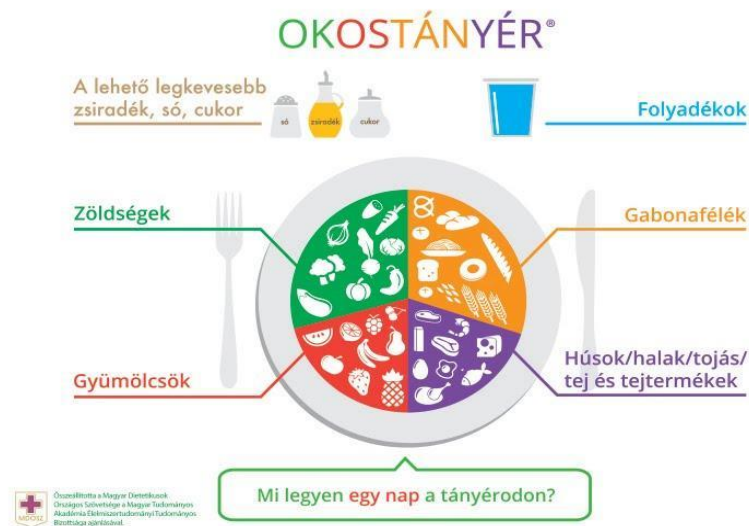 OKOSTÁNYÉR®
A lehető legkevesebb
zsiradék, só, cukor
só
zsiradék
cukor
Folyadékok
Zöldségek
Gabonafélék
Gyümölcsök
Húsok/halak/tojás/
tej és tejtermékek
Mi legyen egy nap a tányérodon?
MDOSZ
Összeállította a Magyar Dietetikusok
Országos Szövetsége a Magyar Tudományos
Akadémia Élelmiszertudományi Tudományos
Bizottsága ajánlásával.